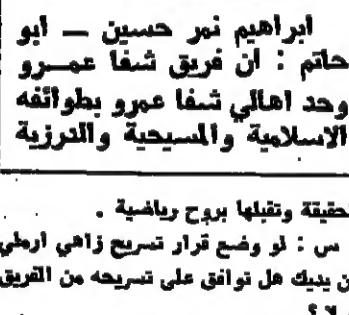 ابراهيم نمر حسين — ابو
حاتم : ان فريق شفا عمرو
وحد اهالي شفا عمرو بطوائفه
الاسلامية والمسيحية والدرزية
لحقيقة وتقبلها بروح رياضية .
س : لو وضع قرار تسريح زاهي ارملي
ن يديك هل توافق على تسريحه من الفريق